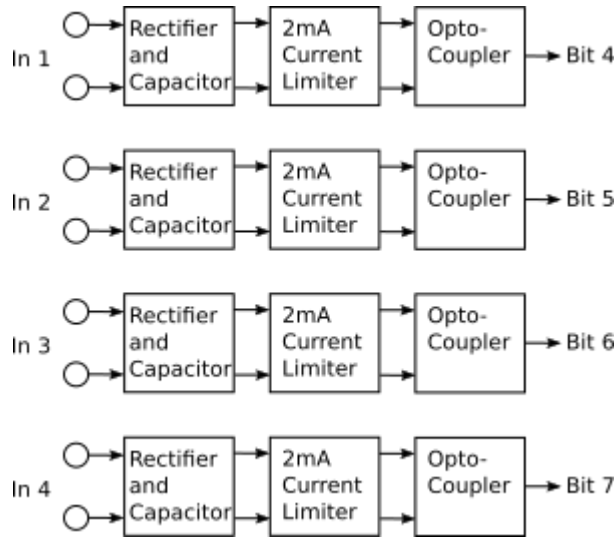 In 1
Rectifier
and
Capacitor
2mA
Current
Limiter
Opto-
Coupler
Bit 4
In 2
Rectifier
and
Capacitor
2mA
Current
Limiter
Opto-
Coupler
Bit 5
In 3
Rectifier
and
Capacitor
2mA
Current
Limiter
Opto-
Coupler
Bit 6
In 4
Rectifier
and
Capacitor
2mA
Current
Limiter
Opto-
Coupler
Bit 7